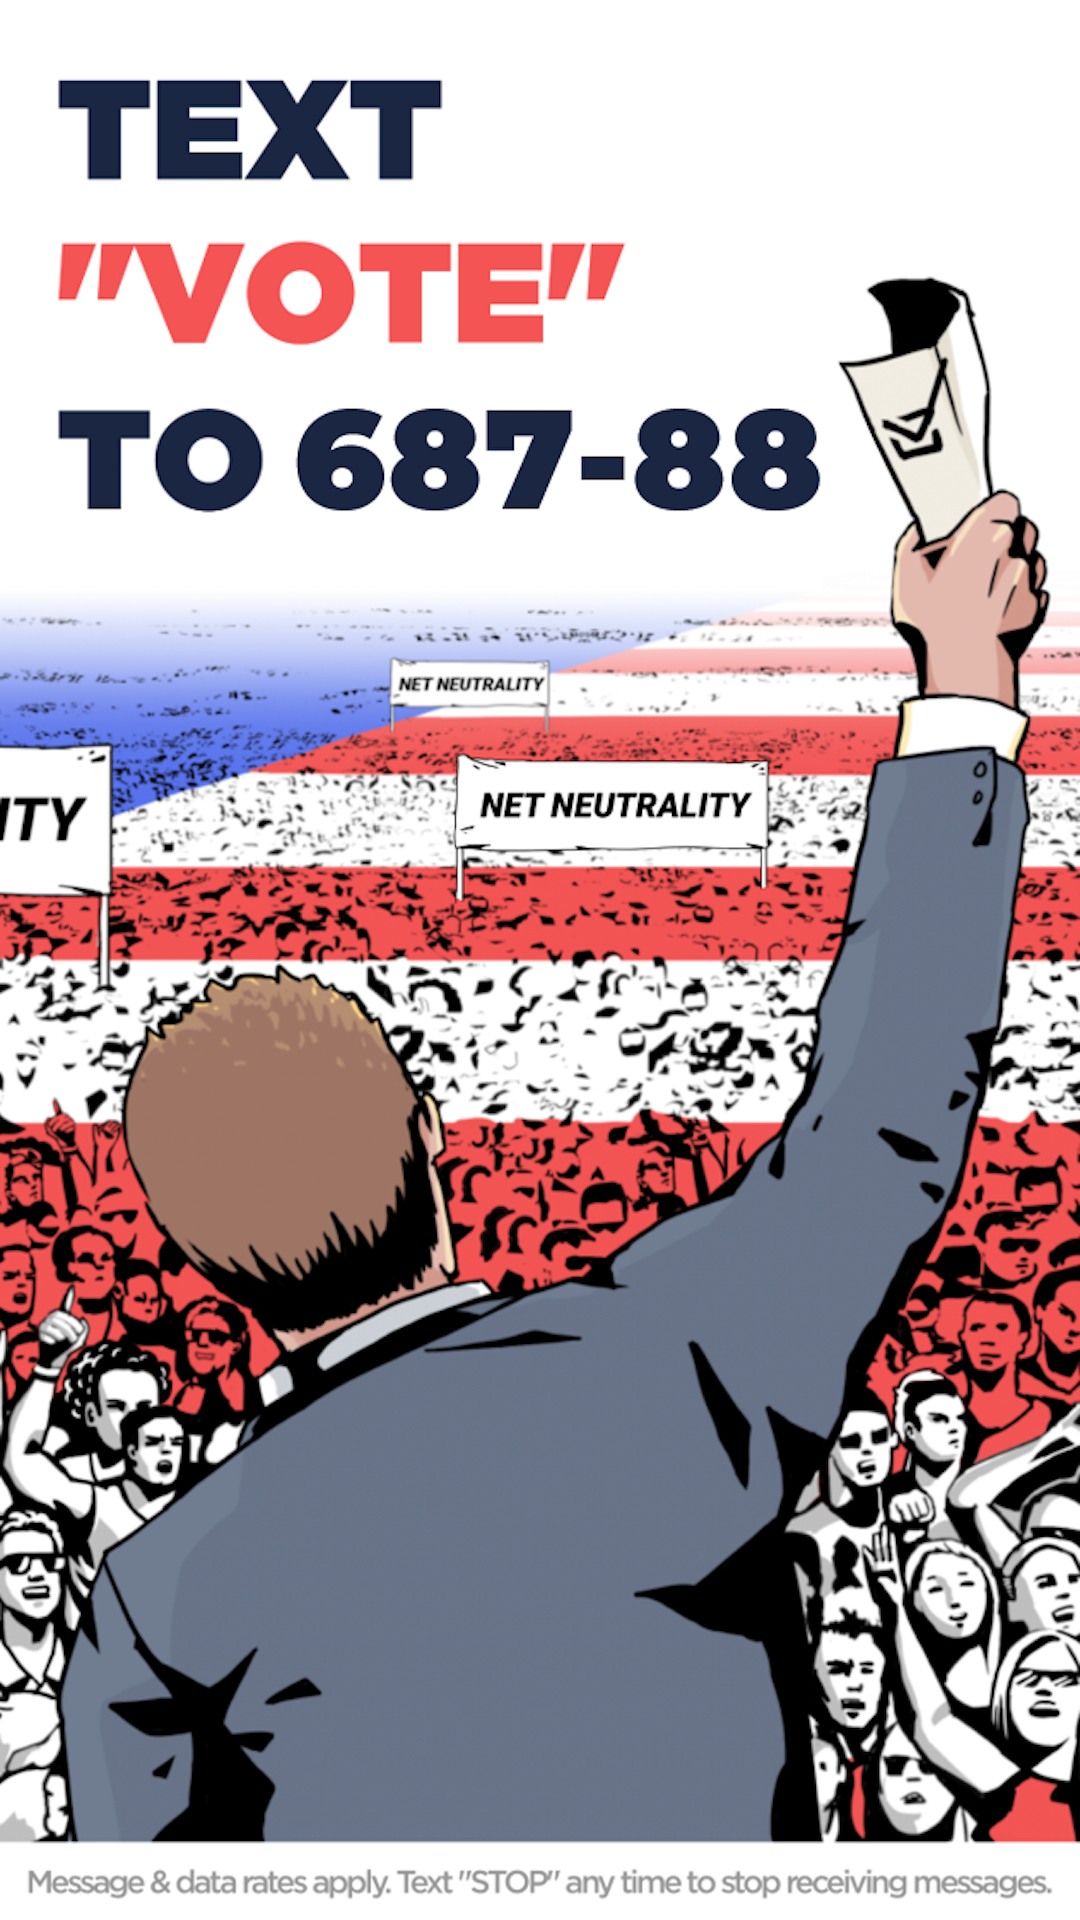 TEXT
"VOTE"
TO 687-88
NET NEUTRALITY
NET NEUTRALITY
ITY
Message & data rates apply. Text "STOP" any time to stop receiving messages.